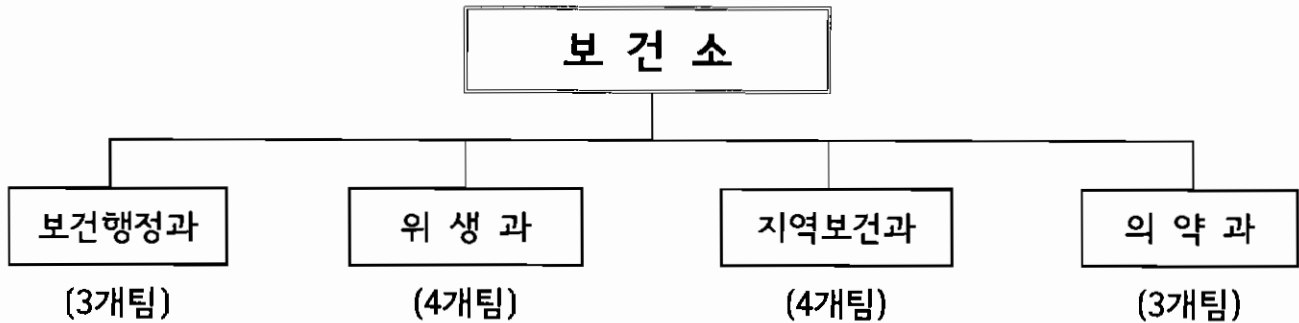 보 건 소
보건행정과 위 생 과 지역보건과 의 약 과
(3개팀) (4개팀) (4개팀) (3개팀)